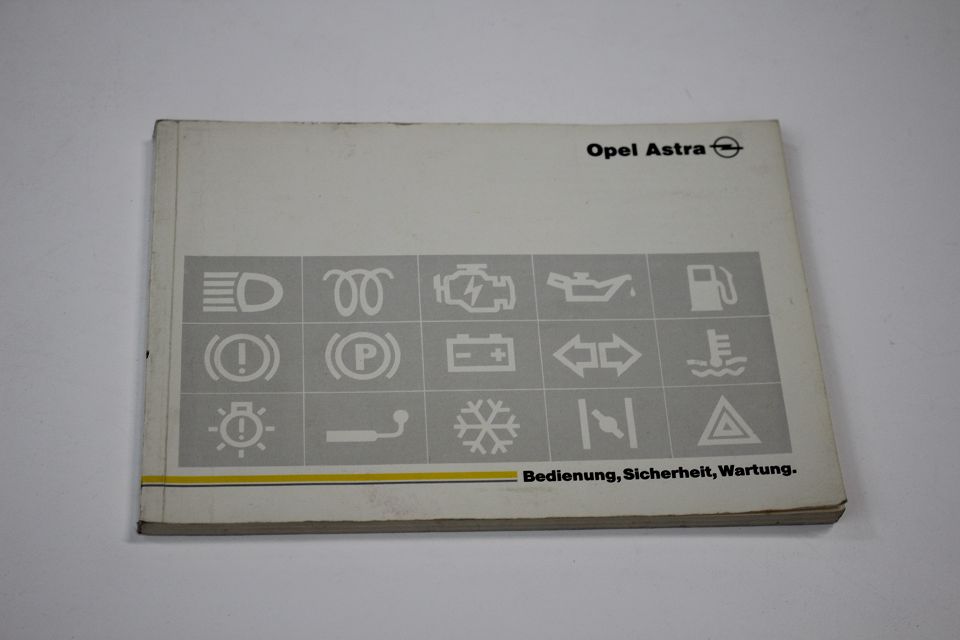 Opel Astra
P
Bedienung, Sicherheit, Wartung.